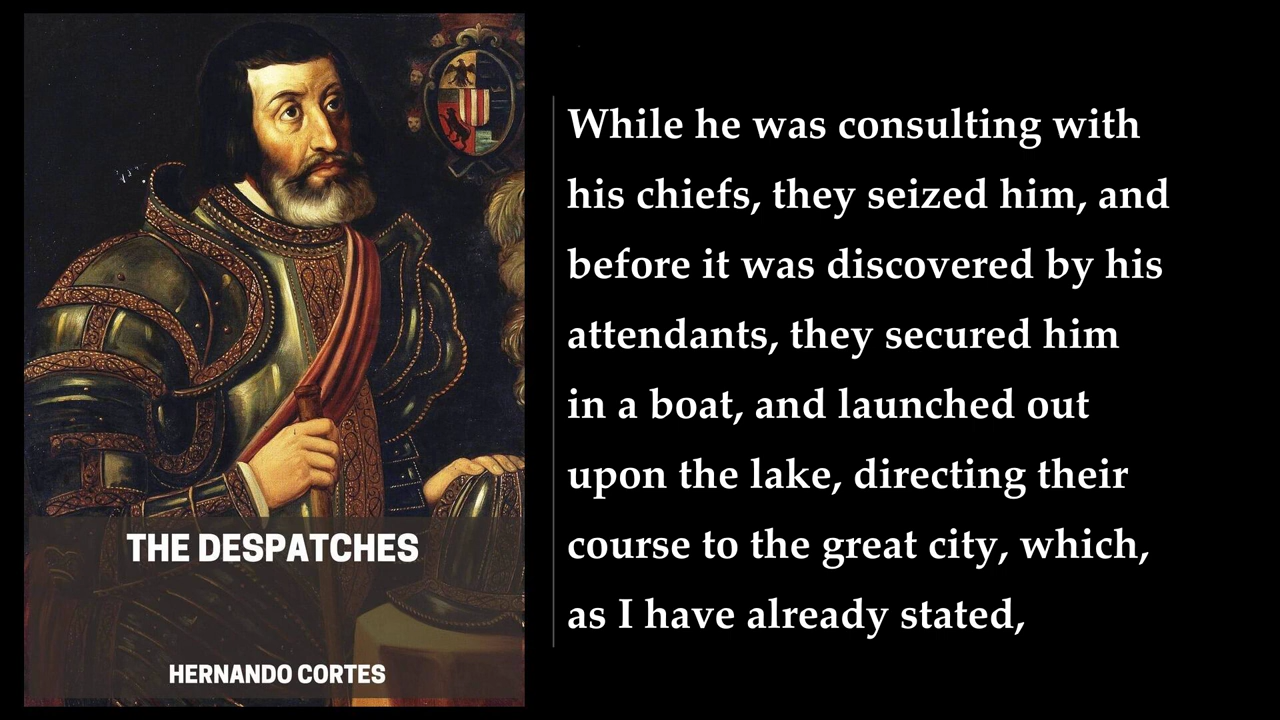 THE DESPATCHES
HERNANDO CORTES
While he was consulting with
his chiefs, they seized him, and
before it was discovered by his
attendants, they secured him
in a boat, and launched out
upon the lake, directing their
course to the great city, which,
as I have already stated,